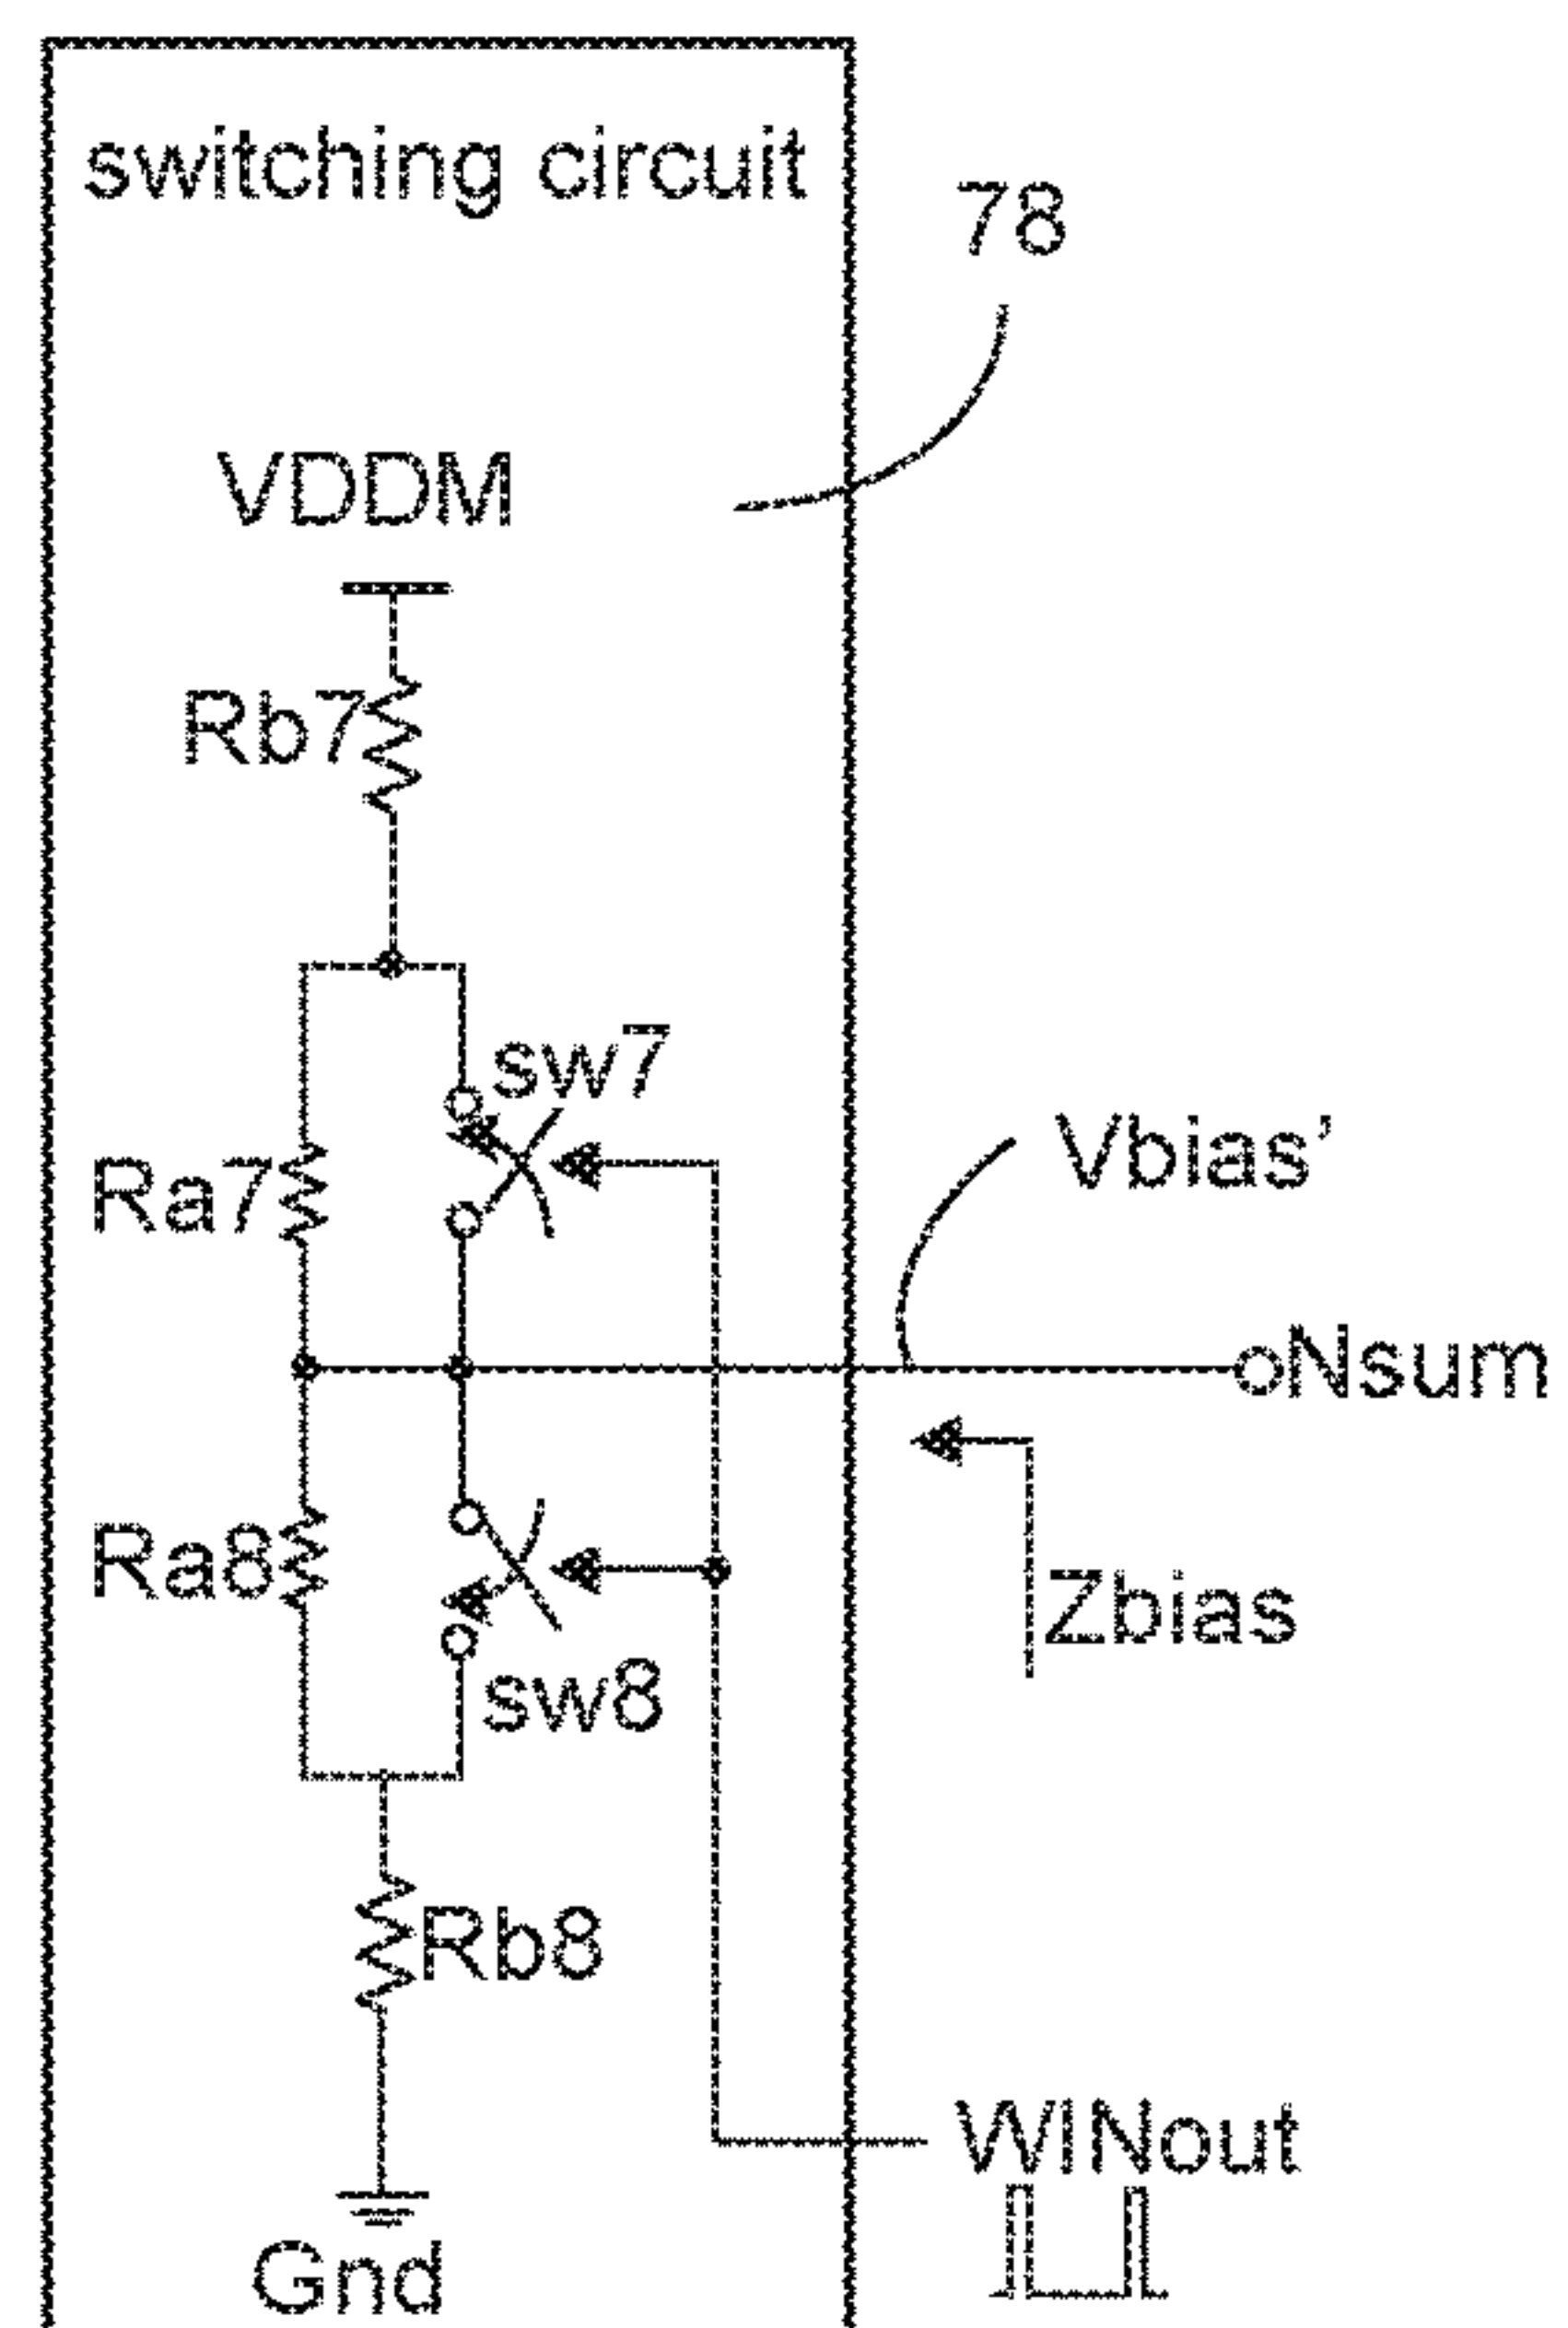 switching circuit
78
VDDM
Rb7
sw7
Ra7
Vbias’
Nsum
Ra8
Zbias
sw8
Rb8
WINout
Gnd